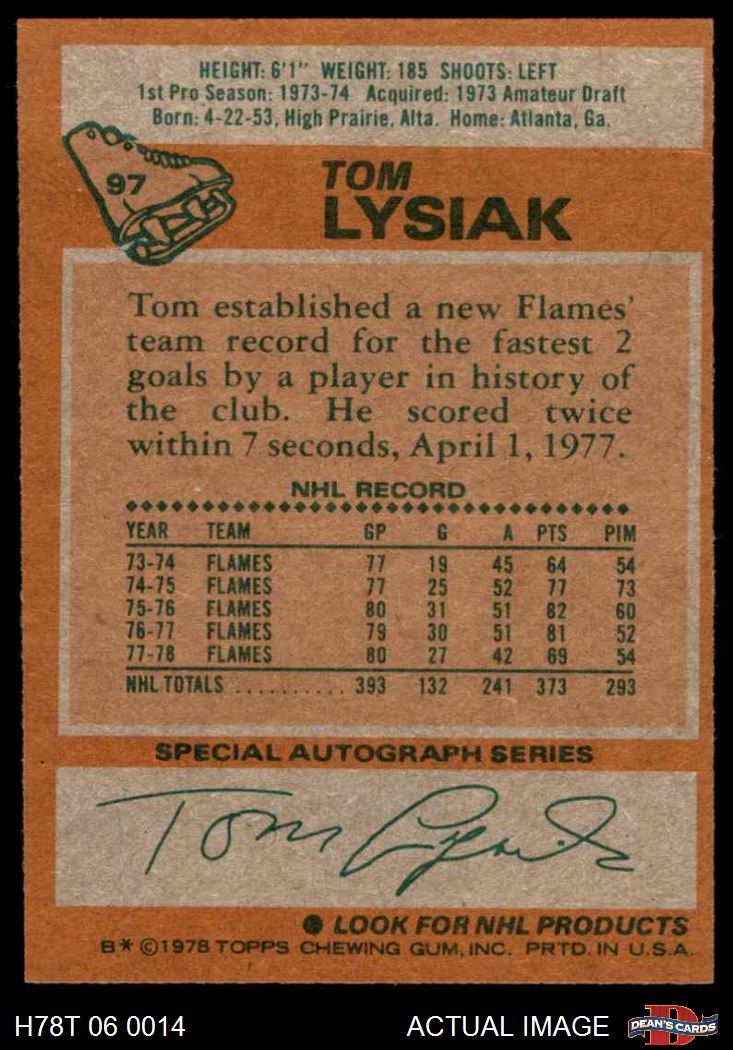 HEIGHT: 6'1" WEIGHT: 185 SHOOTS: LEFT
1st Pro Season: 1973-74 Acquired: 1973 Amateur Draft
Born: 4-22-53, High Prairie, Alta. Home: Atlanta, Ga.
97
TOM
LYSIAK
Tom established a new Flames'
team record for the fastest 2
goals by a player in history of
the club. He scored twice
within 7 seconds, April 1, 1977.
NHL RECORD
YEAR TEAM GP G A PTS PIM
73-74 FLAMES 77 19 45 64 54
74-75 FLAMES 77 25 52 77 73
75-76 FLAMES 80 31 51 82 60
76-77 FLAMES 79 30 51 81 52
77-78 FLAMES 80 27 42 69 54
NHL TOTALS .......... 393 132 241 373 293
SPECIAL AUTOGRAPH SERIES
Tom Lysiak
● LOOK FOR NHL PRODUCTS
B* ©1978 TOPPS CHEWING GUM, INC. PRTD. IN U.S.A.
H78T 06 0014 ACTUAL IMAGE D DEAN'S CARDS